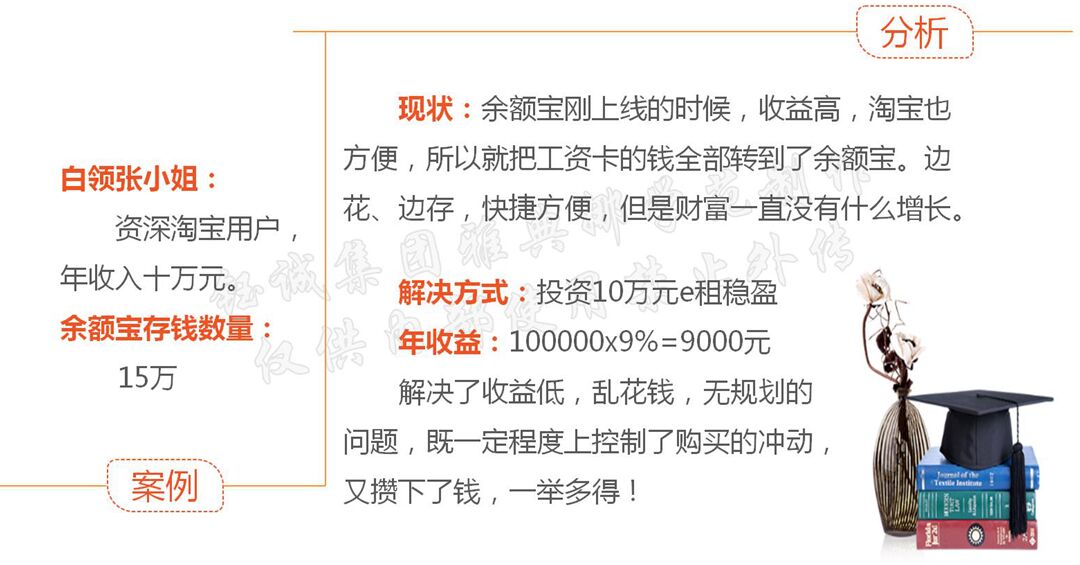 分析
现状：余额宝刚上线的时候，收益高，淘宝也
方便，所以就把工资卡的钱全部转到了余额宝。边
花、边存，快捷方便，但是财富一直没有什么增长。
解决方式：投资10万元e租稳盈
年收益：100000x9%=9000元
解决了收益低，乱花钱，无规划的
问题，既一定程度上控制了购买的冲动，
又攒下了钱，一举多得！
白领张小姐：
资深淘宝用户，
年收入十万元。
余额宝存钱数量：
15万
案例
钰诚集团雅典娜学苑制作
仅供内部使用禁止外传
Journal of the
Textile Institute